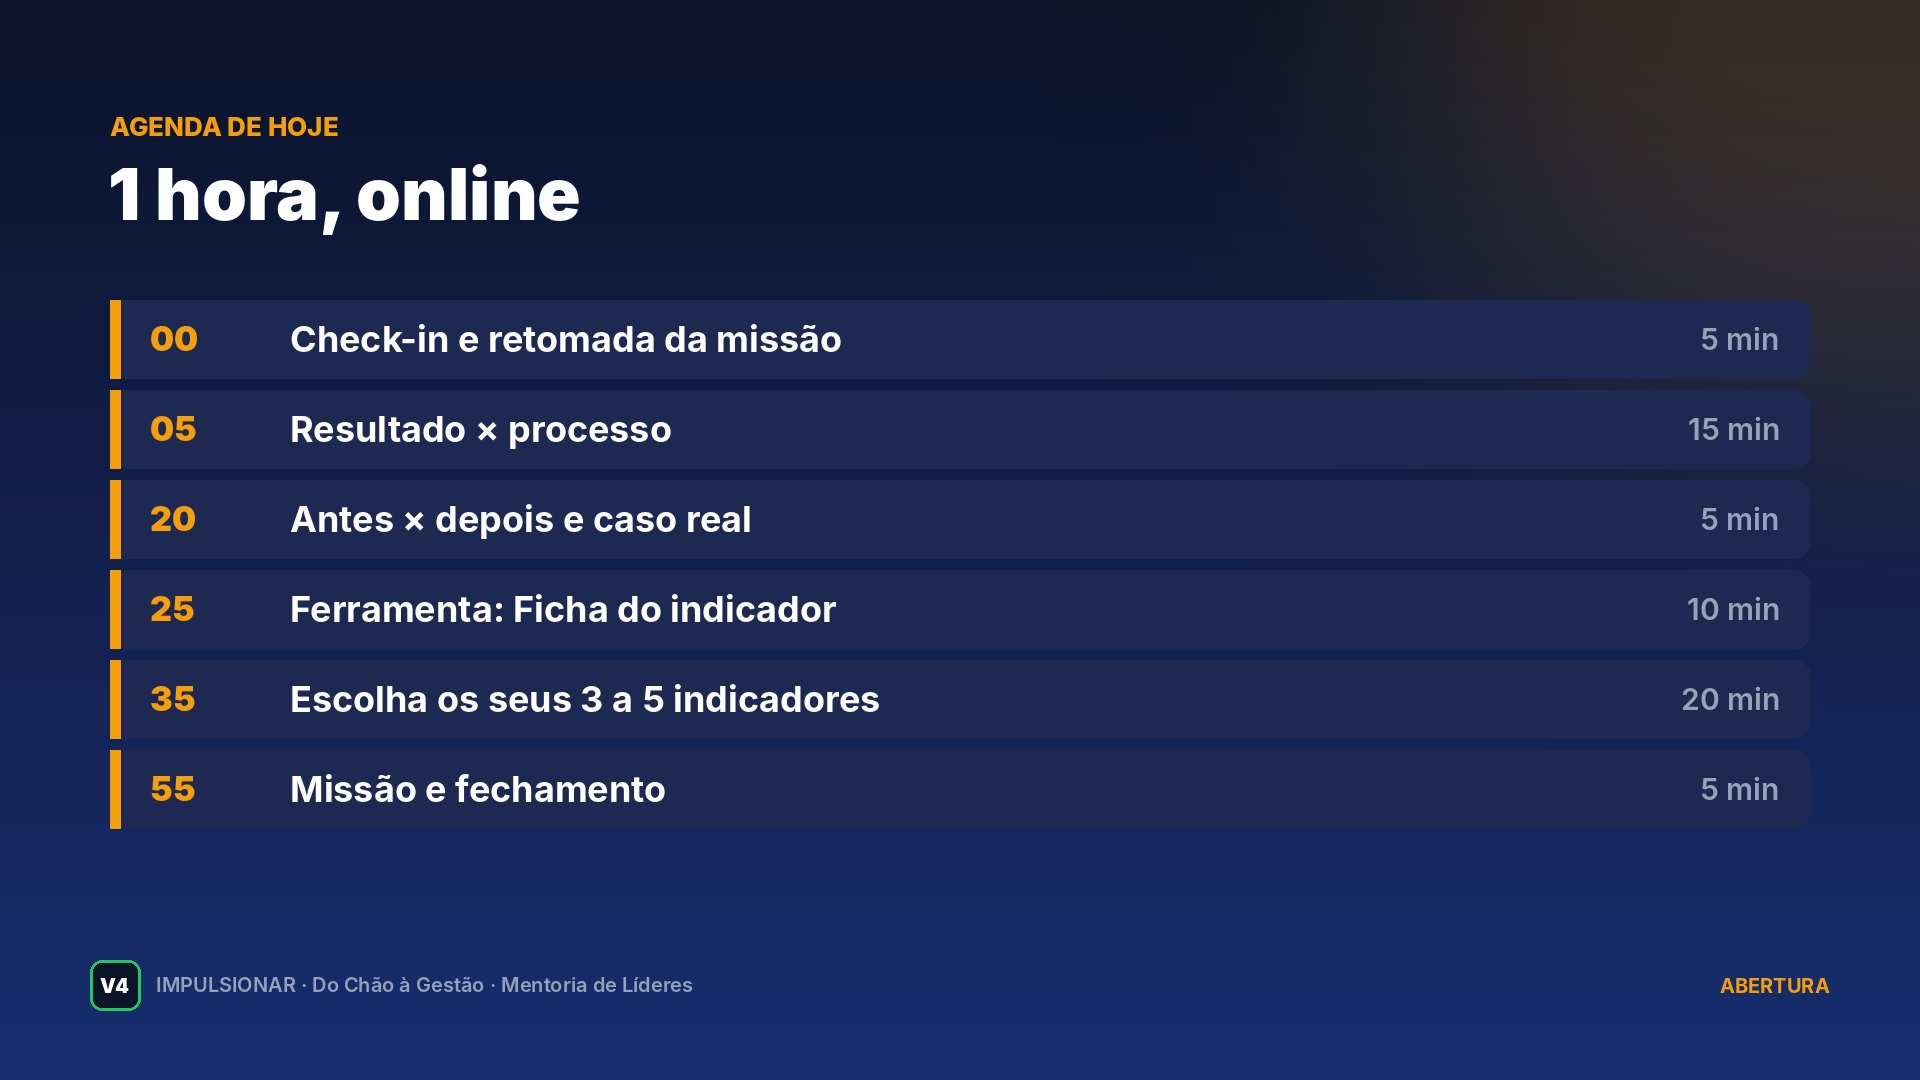 AGENDA DE HOJE
1 hora, online
00 Check-in e retomada da missão 5 min
05 Resultado × processo 15 min
20 Antes × depois e caso real 5 min
25 Ferramenta: Ficha do indicador 10 min
35 Escolha os seus 3 a 5 indicadores 20 min
55 Missão e fechamento 5 min
V4 IMPULSIONAR · Do Chão à Gestão · Mentoria de Líderes ABERTURA